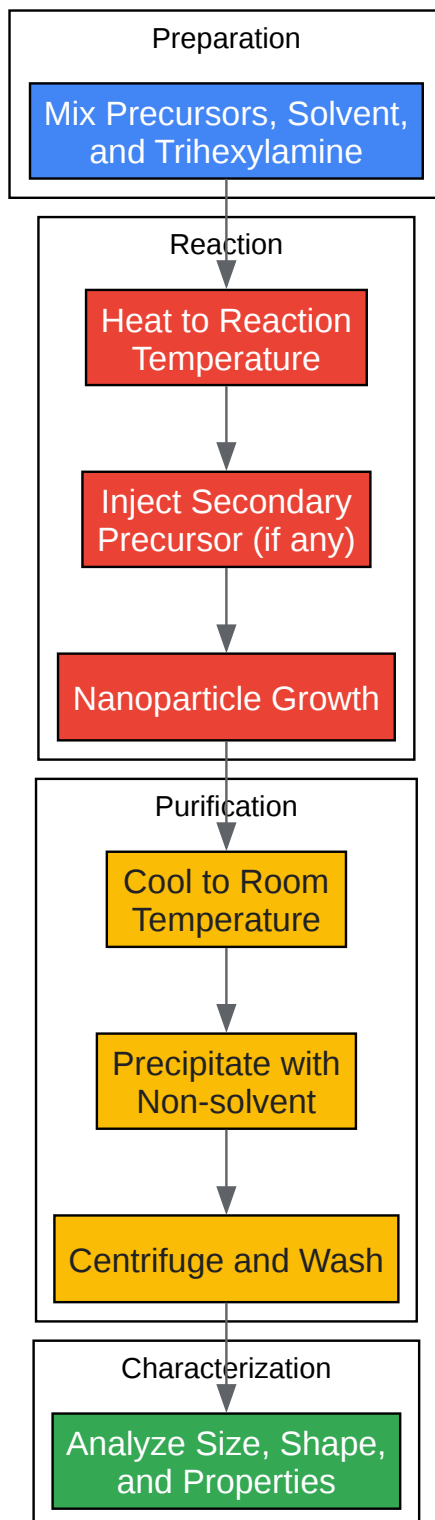 Preparation
Mix Precursors, Solvent,
and Trihexylamine
Reaction
Heat to Reaction
Temperature
Inject Secondary
Precursor (if any)
Nanoparticle Growth
Purification
Cool to Room
Temperature
Precipitate with
Non-solvent
Centrifuge and Wash
Characterization
Analyze Size, Shape,
and Properties